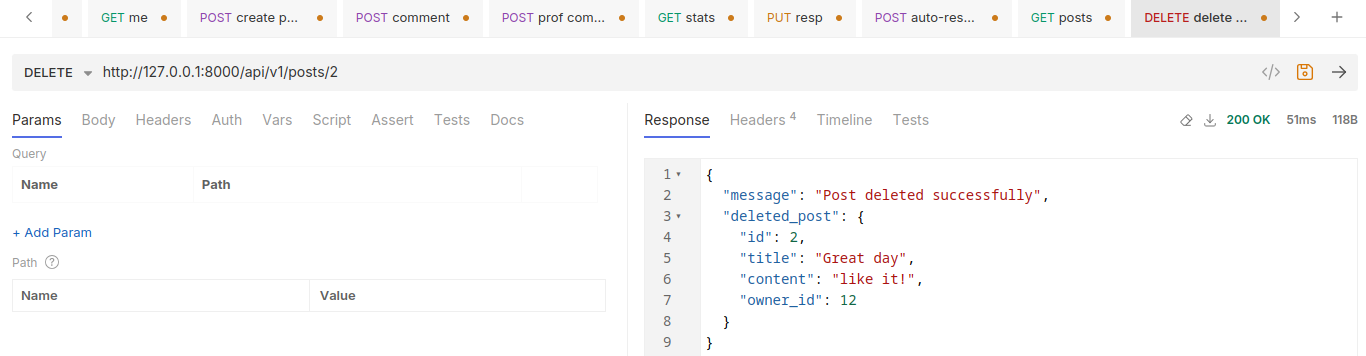 GET me POST create p... POST comment POST prof com... GET stats PUT resp POST auto-res... GET posts DELETE delete ...
DELETE http://127.0.0.1:8000/api/v1/posts/2
Params Body Headers Auth Vars Script Assert Tests Docs
Response Headers 4 Timeline Tests 200 OK 51ms 118B
Query
Name Path
+ Add Param
Path ?
Name Value
1 {
2 "message": "Post deleted successfully",
3 "deleted_post": {
4 "id": 2,
5 "title": "Great day",
6 "content": "like it!",
7 "owner_id": 12
8 }
9 }